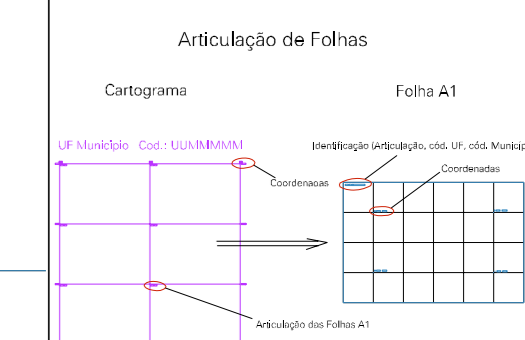 Articulação de Folhas
Cartograma
Folha A1
UF Municipio Cod.: UUMMMMM
Identificação (Articulação, cód. UF, cód. Municíp
Coordenadas
Coordenadas
Articulação das Folhas A1